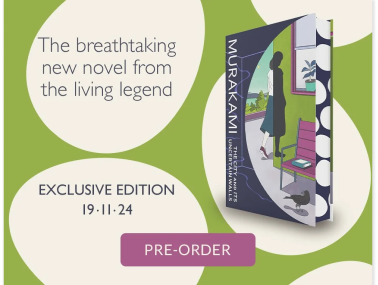 The breathtaking
new novel from
the living legend
EXCLUSIVE EDITION
19·11·24
PRE-ORDER
MURAKAMI
THE CITY AND ITS
UNCERTAIN WALLS